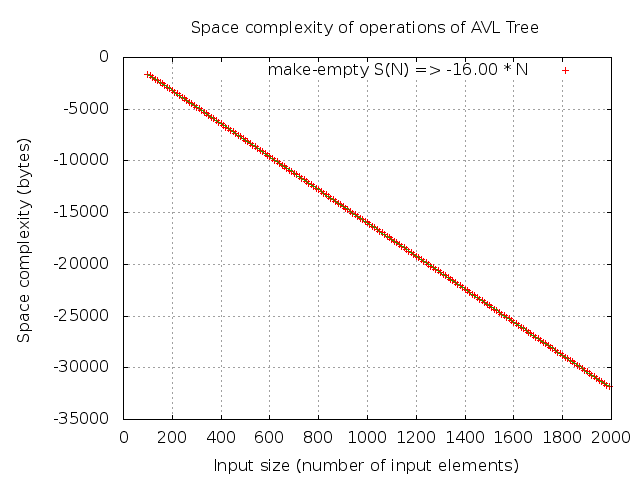 Space complexity of operations of AVL Tree
make-empty S(N) => -16.00 * N
Space complexity (bytes)
0
-5000
-10000
-15000
-20000
-25000
-30000
-35000
0 200 400 600 800 1000 1200 1400 1600 1800 2000
Input size (number of input elements)